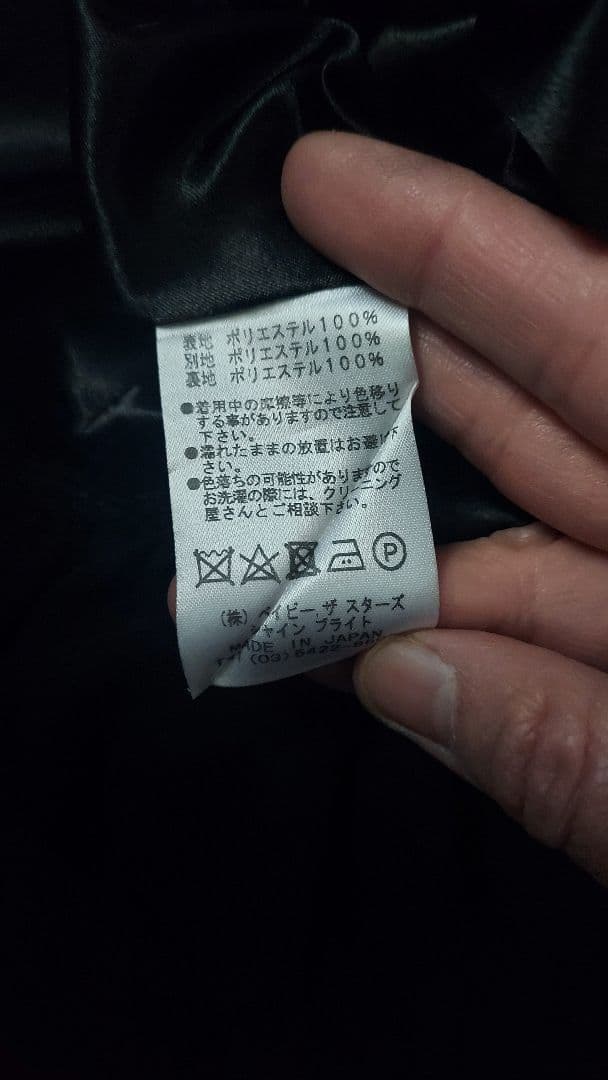 表地 ポリエステル100%
別地 ポリエステル100%
裏地 ポリエステル100%
●着用中の摩擦等により色移り
する事がありますので注意して
下さい。
●濡れたままの放置はお避け下
さい。
●色落ちの可能性がありますので
お洗濯の際には、クリーニング
屋さんとご相談下さい。
P
(株)ベイビー,ザ スターズ
シャイン ブライト
MADE IN JAPAN
Tel (03)5422-